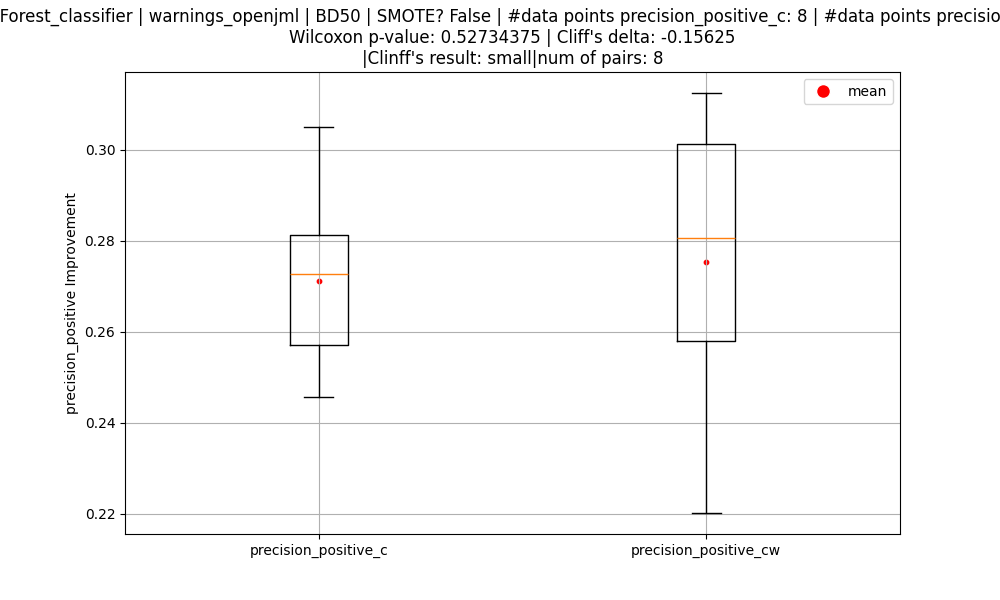 Forest_classifier | warnings_openjml | BD50 | SMOTE? False | #data points precision_positive_c: 8 | #data points precisio
Wilcoxon p-value: 0.52734375 | Cliff's delta: -0.15625
|Clinff's result: small|num of pairs: 8
mean
precision_positive Improvement
0.30
0.28
0.26
0.24
0.22
precision_positive_c
precision_positive_cw